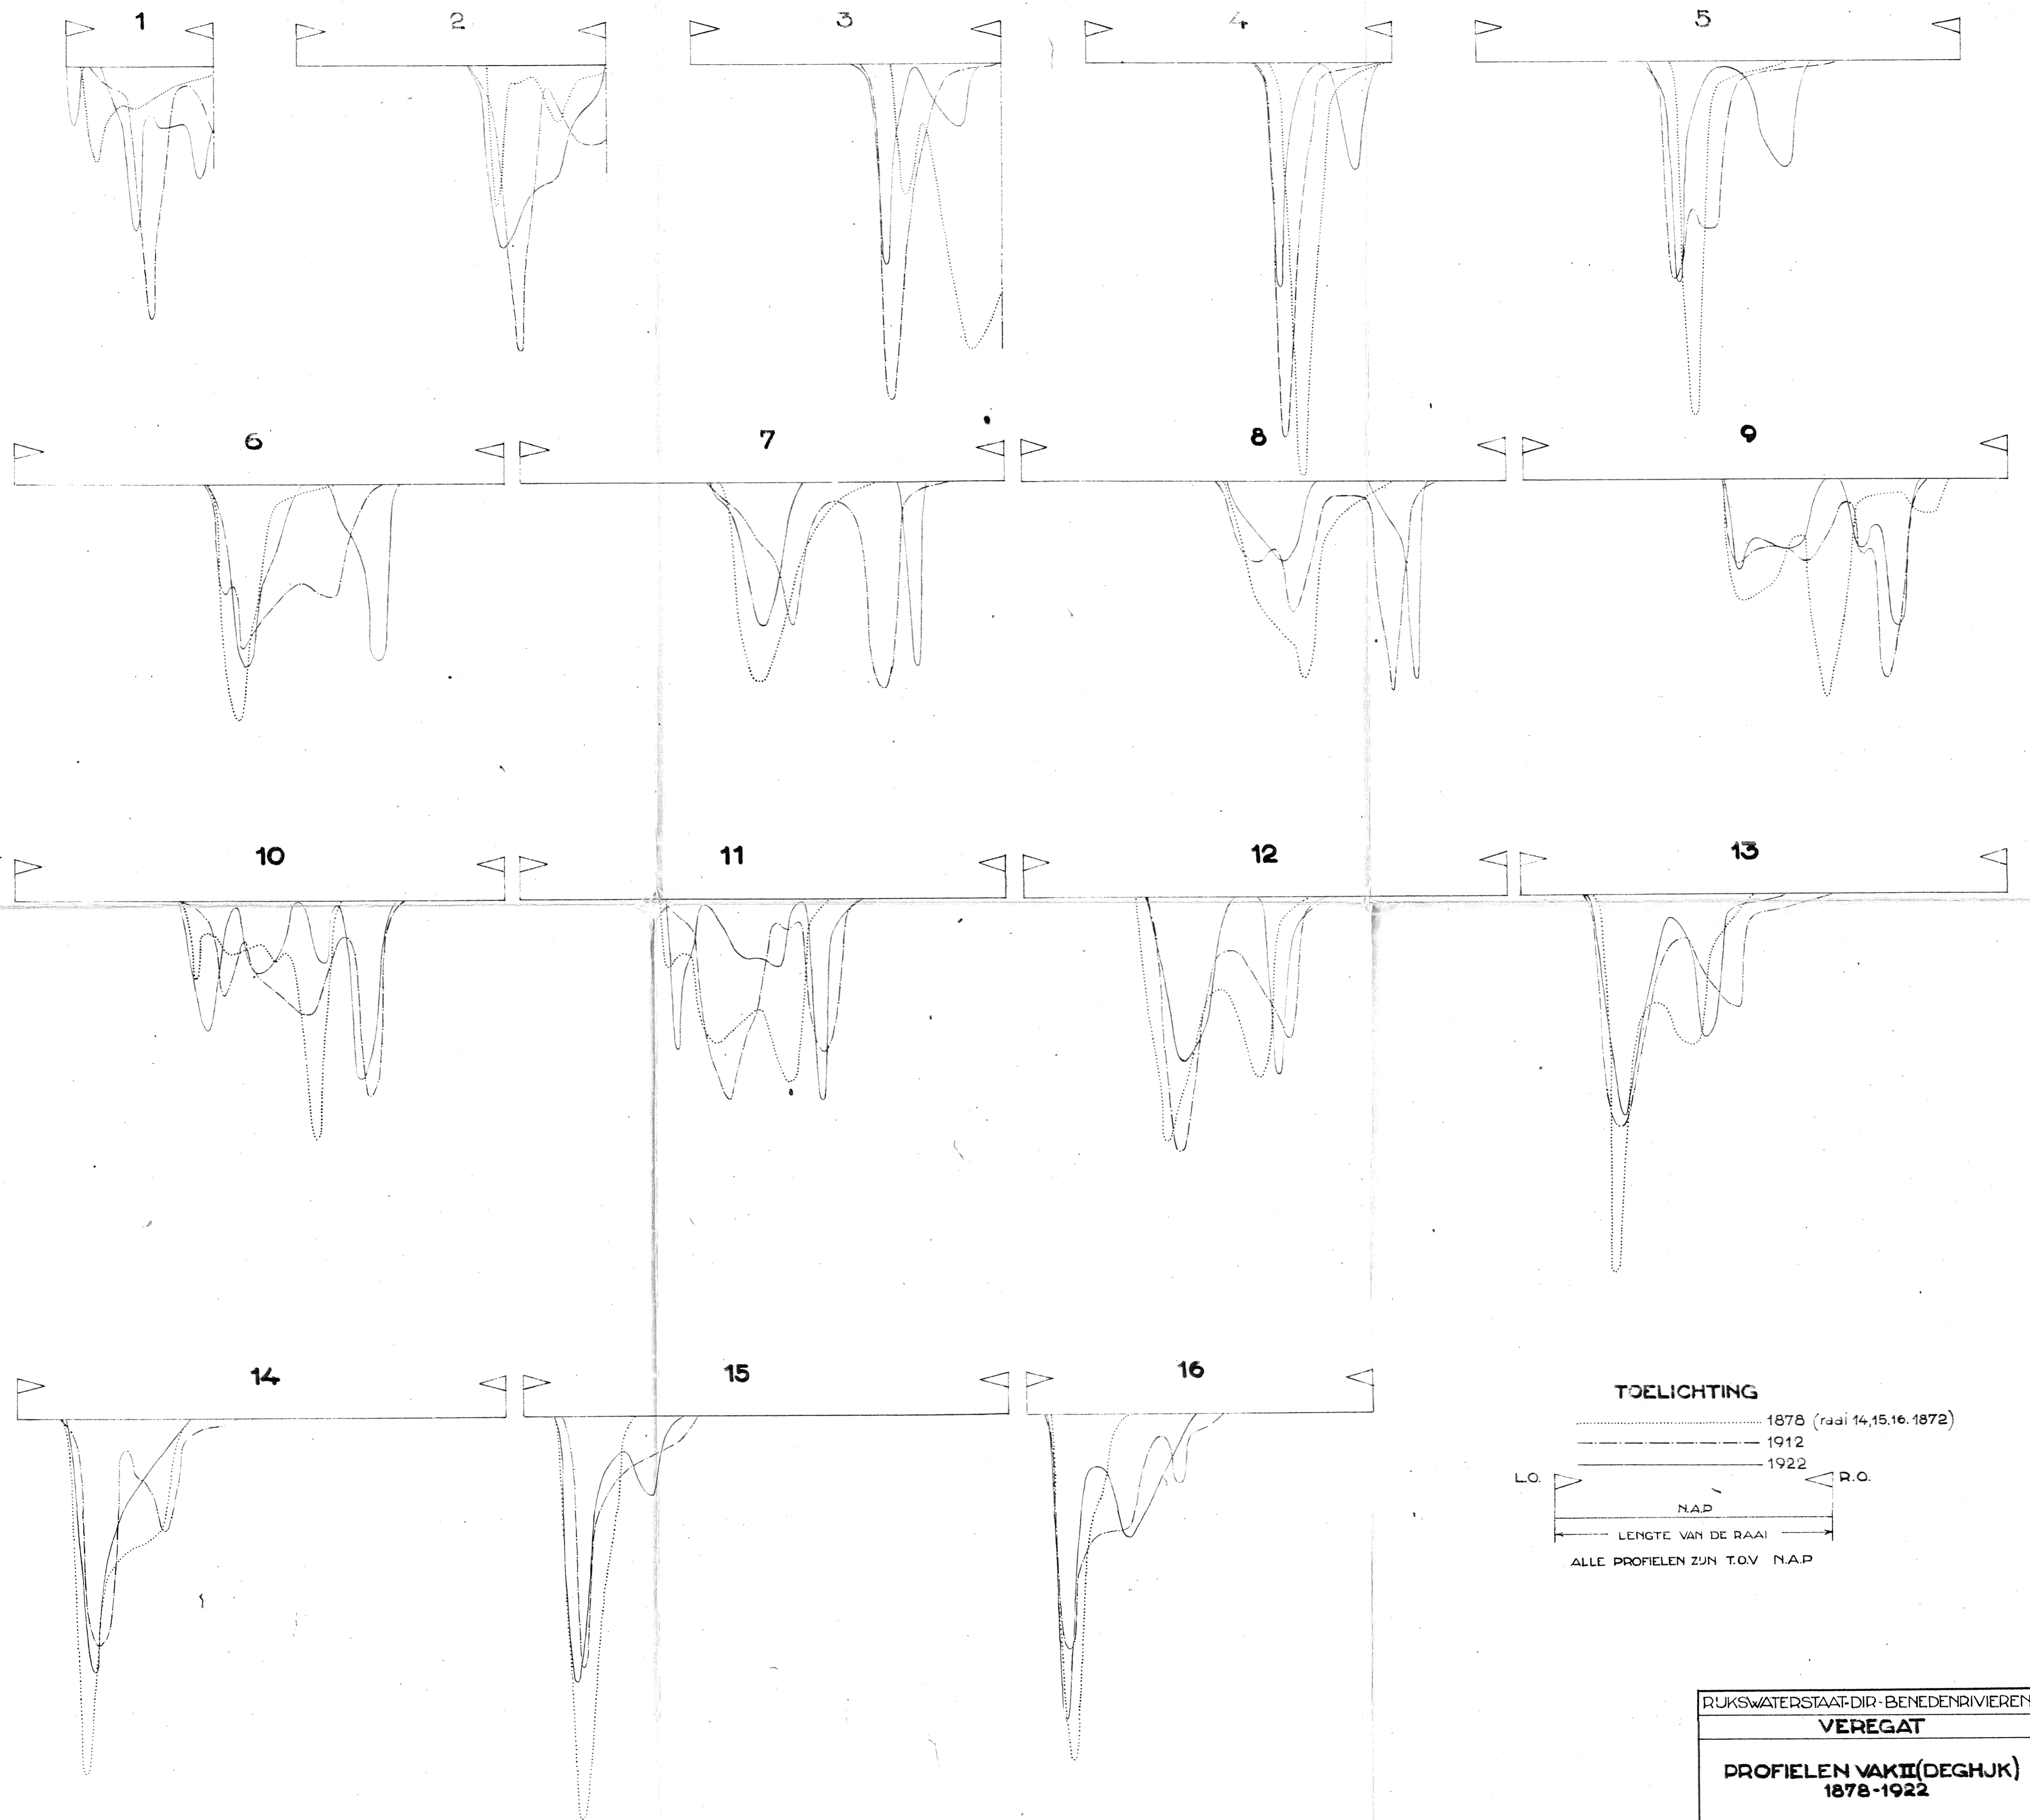 1 2 3 4 5
6 7 8 9
10 11 12 13
14 15 16
TOELICHTING
1878 (raai 14,15.16.1872)
1912
1922
L.O. R.O.
N.A.P
LENGTE VAN DE RAAI
ALLE PROFIELEN ZIJN T.O.V N.A.P
RIJKSWATERSTAAT-DIR-BENEDENRIVIEREN
VEREGAT
PROFIELEN VAK II (DEGHIJK)
1878-1922